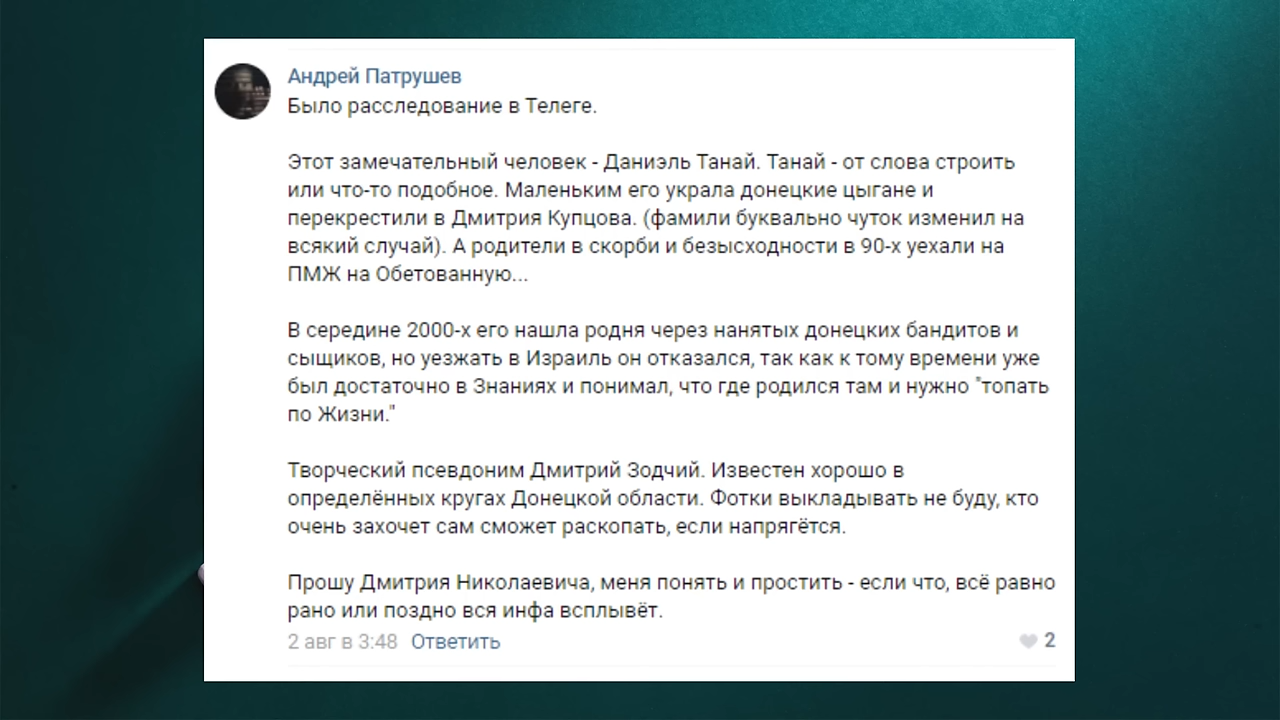 Андрей Патрушев
Было расследование в Телеге.
Этот замечательный человек - Даниэль Танай. Танай - от слова строить
или что-то подобное. Маленьким его украла донецкие цыгане и
перекрестили в Дмитрия Купцова. (фамили буквально чуток изменил на
всякий случай). А родители в скорби и безысходности в 90-х уехали на
ПМЖ на Обетованную...
В середине 2000-х его нашла родня через нанятых донецких бандитов и
сыщиков, но уезжать в Израиль он отказался, так как к тому времени уже
был достаточно в Знаниях и понимал, что где родился там и нужно "топать
по Жизни."
Творческий псевдоним Дмитрий Зодчий. Известен хорошо в
определённых кругах Донецкой области. Фотки выкладывать не буду, кто
очень захочет сам сможет раскопать, если напрягётся.
Прошу Дмитрия Николаевича, меня понять и простить - если что, всё равно
рано или поздно вся инфа всплывёт.
2 авг в 3:48 Ответить 2